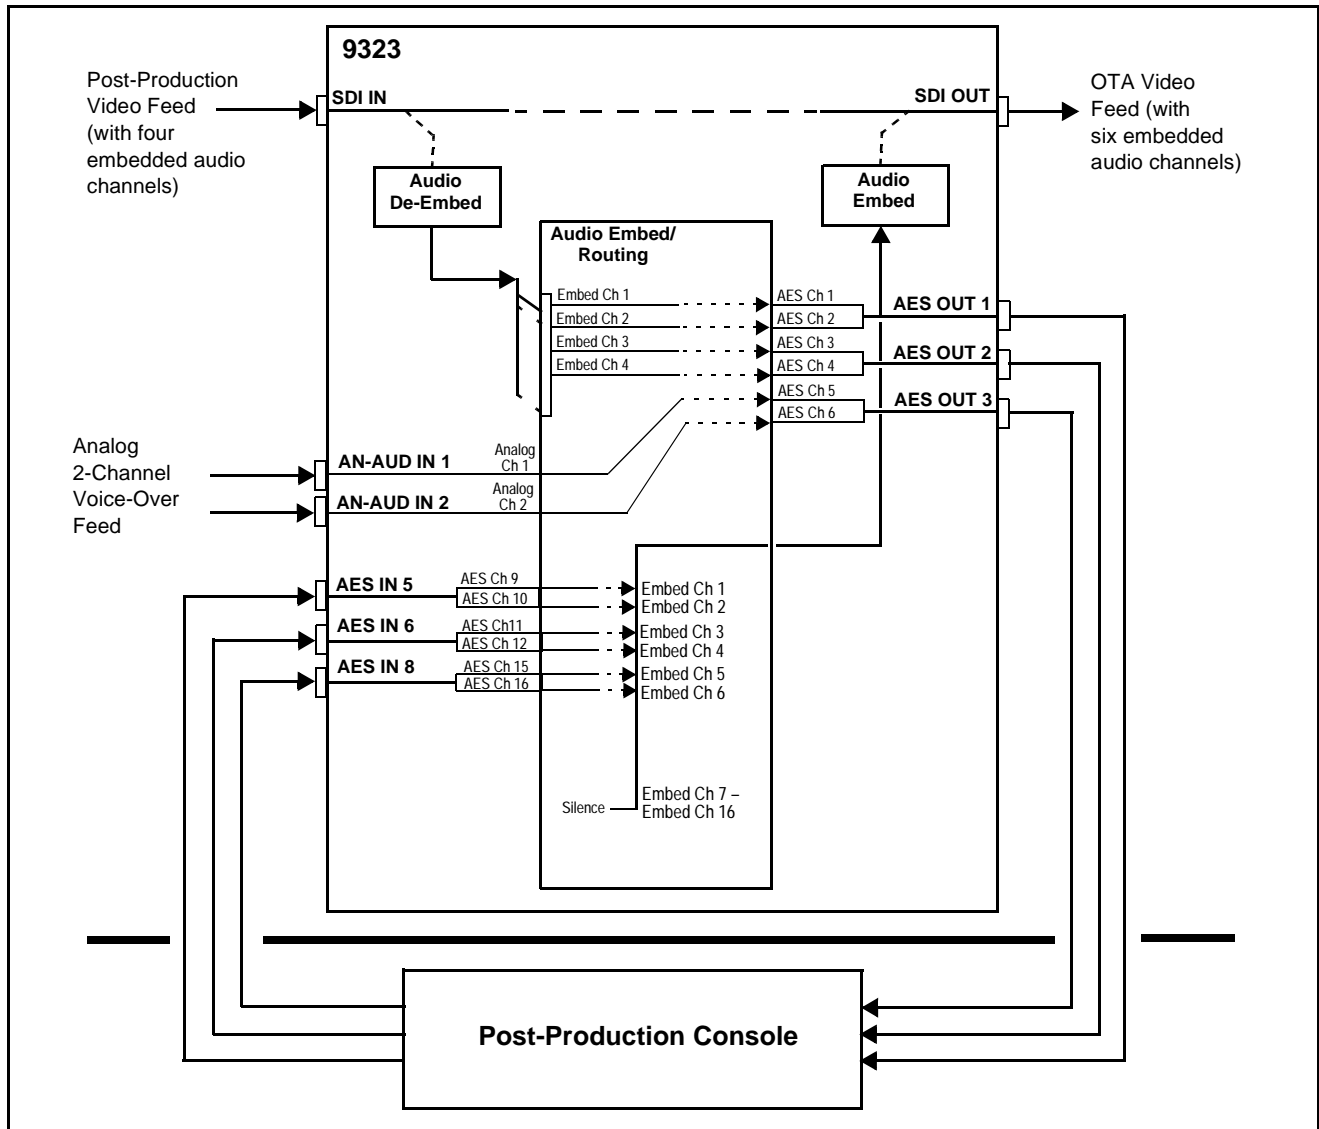 9323
Post-Production
Video Feed
(with four
embedded audio
channels)
SDI IN
SDI OUT
OTA Video
Feed (with
six embedded
audio channels)
Audio
De-Embed
Audio
Embed
Audio Embed/
Routing
Embed Ch 1
Embed Ch 2
Embed Ch 3
Embed Ch 4
AES Ch 1
AES Ch 2
AES Ch 3
AES Ch 4
AES Ch 5
AES Ch 6
AES OUT 1
AES OUT 2
AES OUT 3
Analog
2-Channel
Voice-Over
Feed
AN-AUD IN 1
Analog
Ch 1
AN-AUD IN 2
Analog
Ch 2
AES IN 5
AES Ch 9
AES Ch 10
AES IN 6
AES Ch11
AES Ch 12
AES IN 8
AES Ch 15
AES Ch 16
Embed Ch 1
Embed Ch 2
Embed Ch 3
Embed Ch 4
Embed Ch 5
Embed Ch 6
Silence
Embed Ch 7 –
Embed Ch 16
Post-Production Console